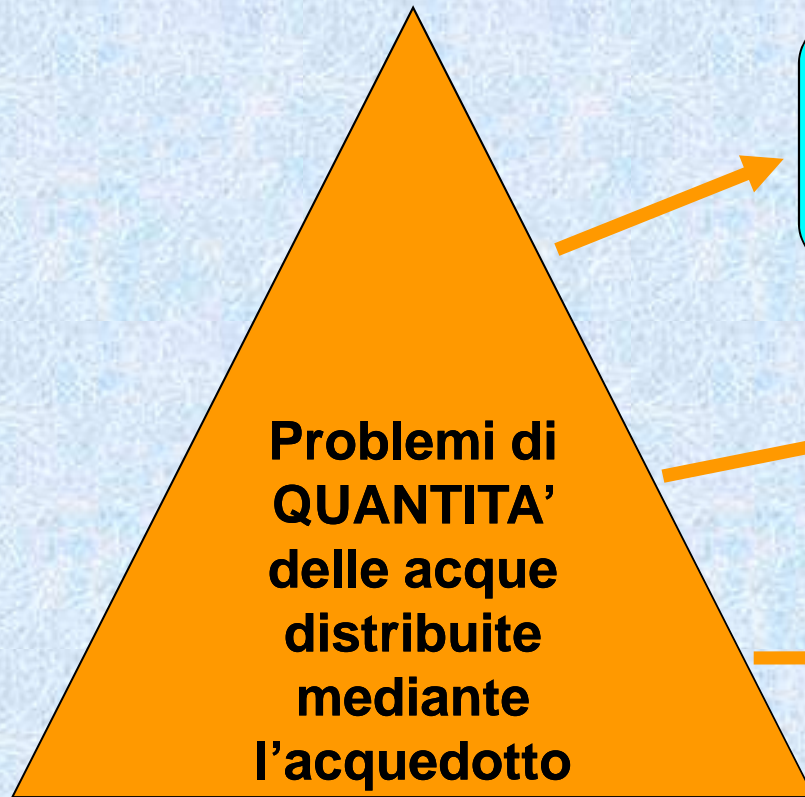 Problemi di
QUANTITA’
delle acque
distribuite
mediante
l’acquedotto